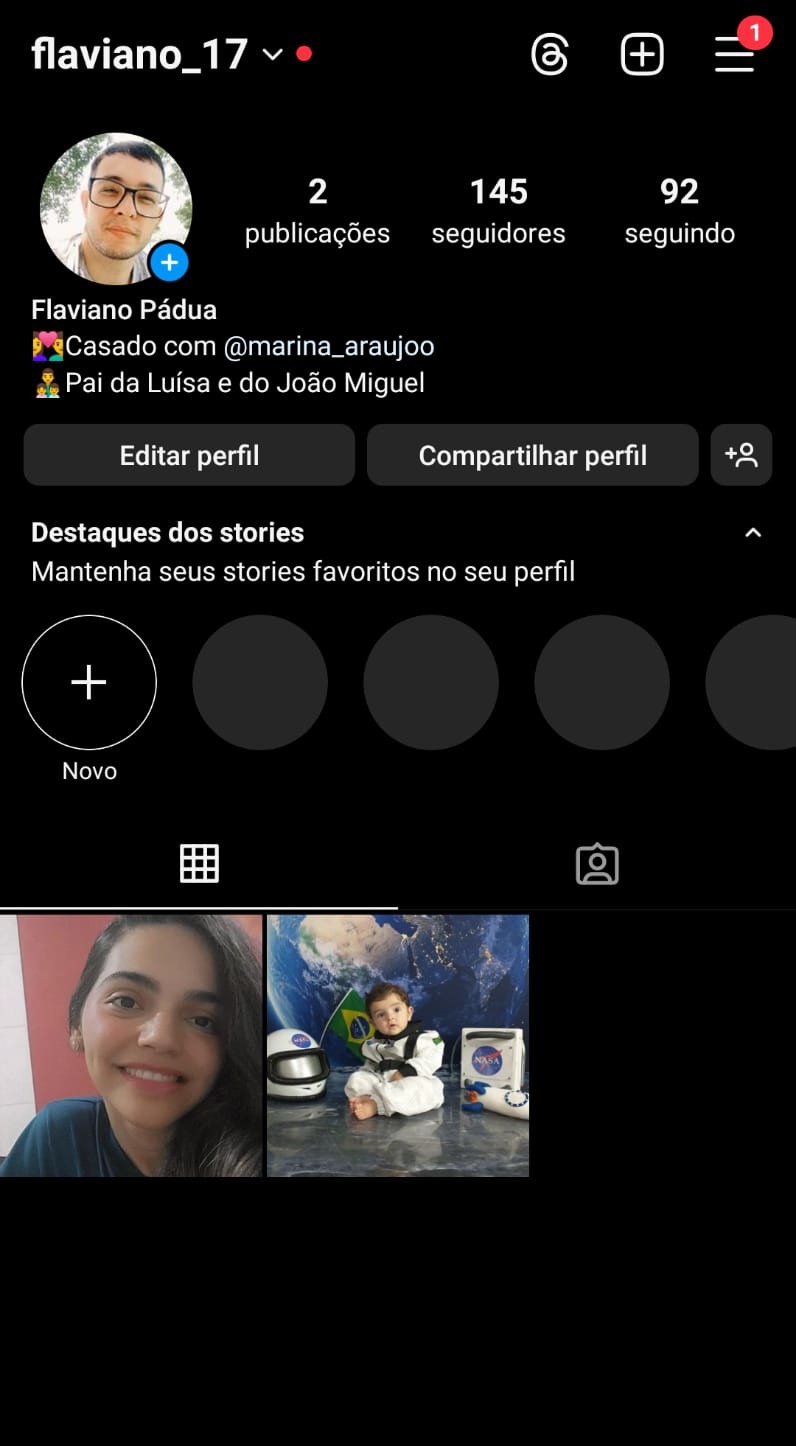 flaviano_17
1
2 145 92
publicações seguidores seguindo
Flaviano Pádua
👩‍❤️‍👨Casado com @marina_araujoo
👨‍👧‍👦Pai da Luísa e do João Miguel
Editar perfil Compartilhar perfil
Destaques dos stories
Mantenha seus stories favoritos no seu perfil
Novo
NASA
NASA